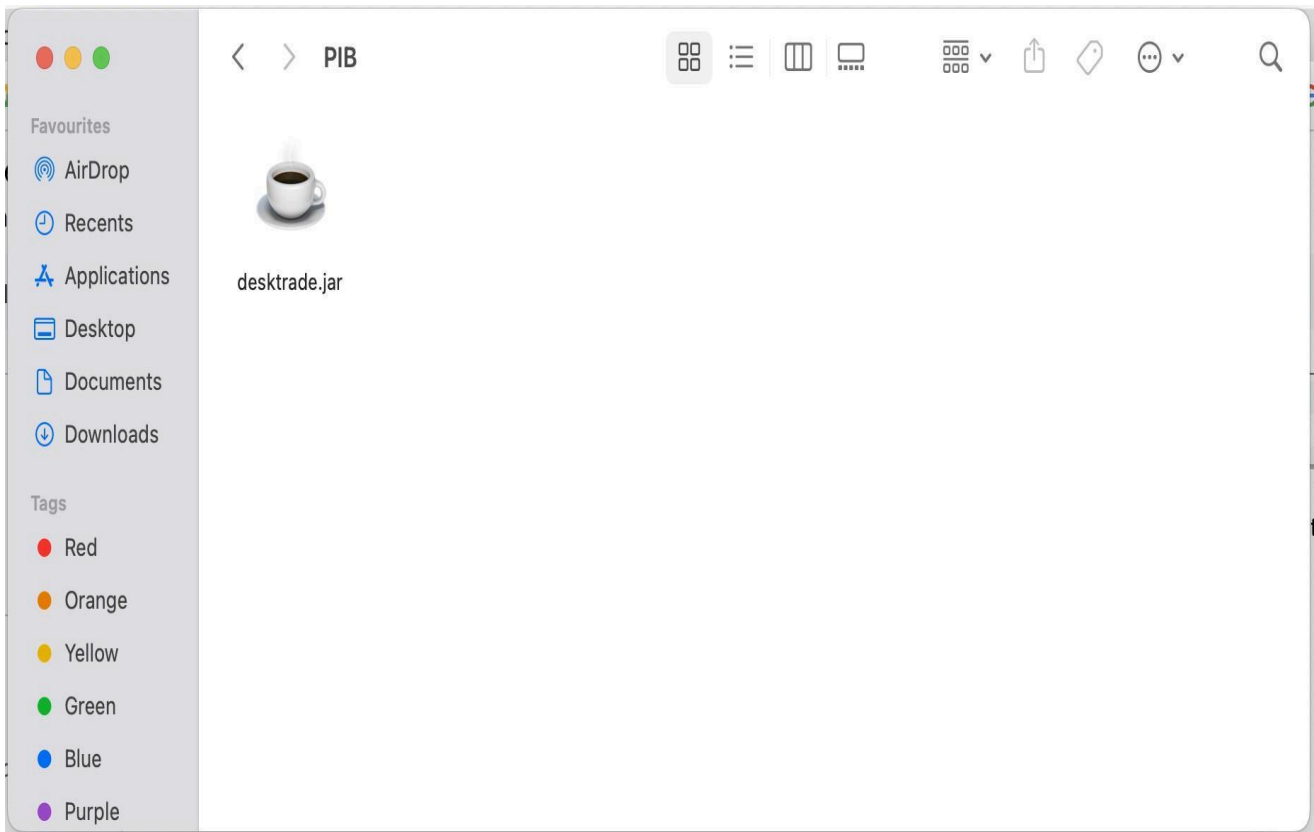 PIB
Favourites
AirDrop
Recents
Applications
Desktop
Documents
Downloads
Tags
Red
Orange
Yellow
Green
Blue
Purple
desktrade.jar